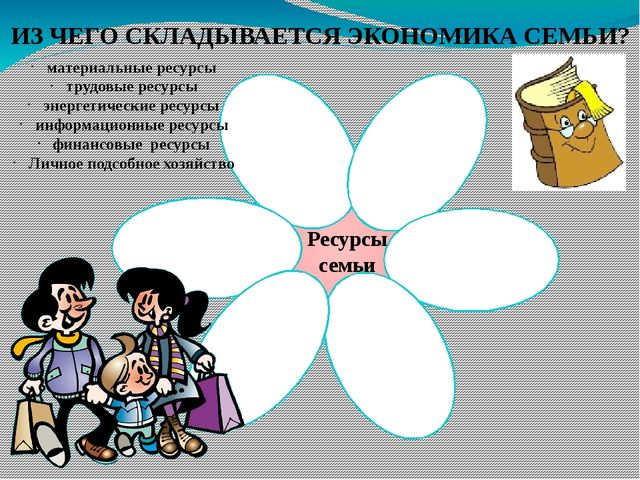 ИЗ ЧЕГО СКЛАДЫВАЕТСЯ ЭКОНОМИКА СЕМЬИ?
· материальные ресурсы
· трудовые ресурсы
· энергетические ресурсы
· информационные ресурсы
· финансовые ресурсы
· Личное подсобное хозяйство
Ресурсы
семьи